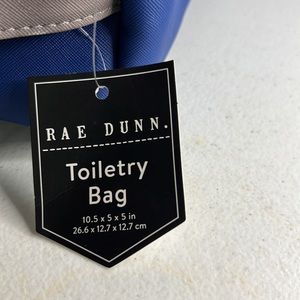 RAE DUNN.
Toiletry
Bag
10.5 x 5 x 5 in
26.6 x 12.7 x 12.7 cm